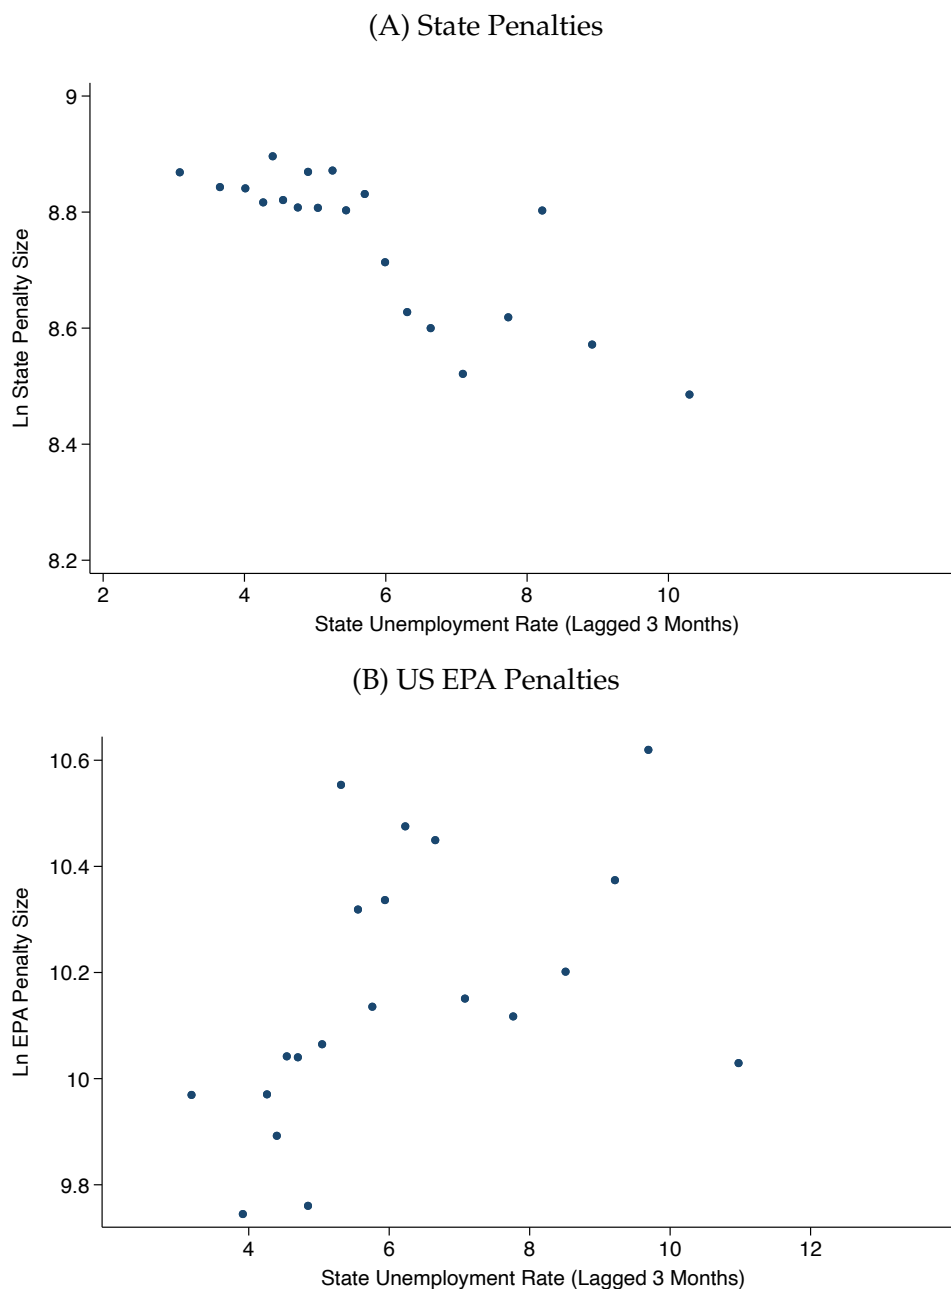 (A) State Penalties
9
8.8
8.6
8.4
8.2
Ln State Penalty Size
2 4 6 8 10
State Unemployment Rate (Lagged 3 Months)
(B) US EPA Penalties
10.6
10.4
10.2
10
9.8
Ln EPA Penalty Size
4 6 8 10 12
State Unemployment Rate (Lagged 3 Months)